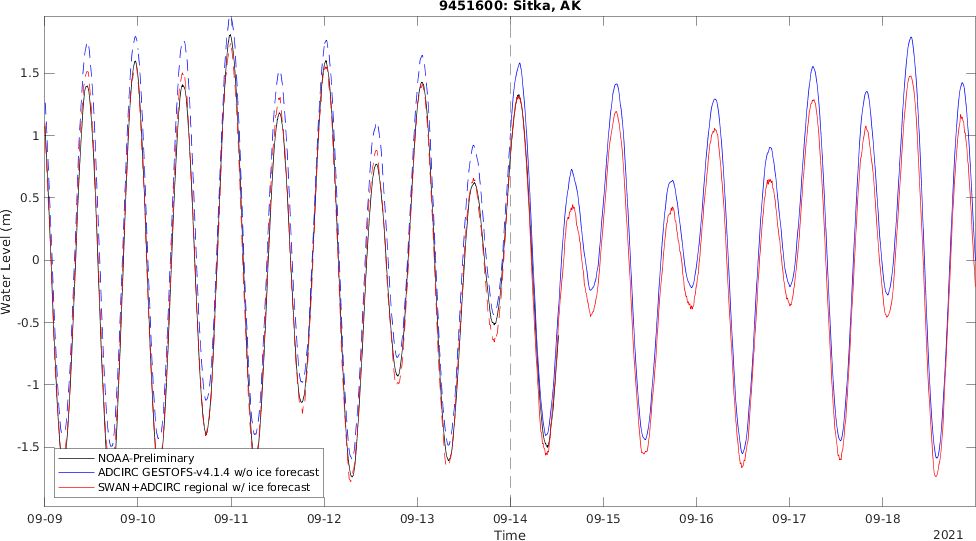 9451600: Sitka, AK
Water Level (m)
1.5
1
0.5
0
-0.5
-1
-1.5
NOAA-Preliminary
ADCIRC GESTOFS-v4.1.4 w/o ice forecast
SWAN+ADCIRC regional w/ ice forecast
09-09 09-10 09-11 09-12 09-13 09-14 09-15 09-16 09-17 09-18
Time
2021